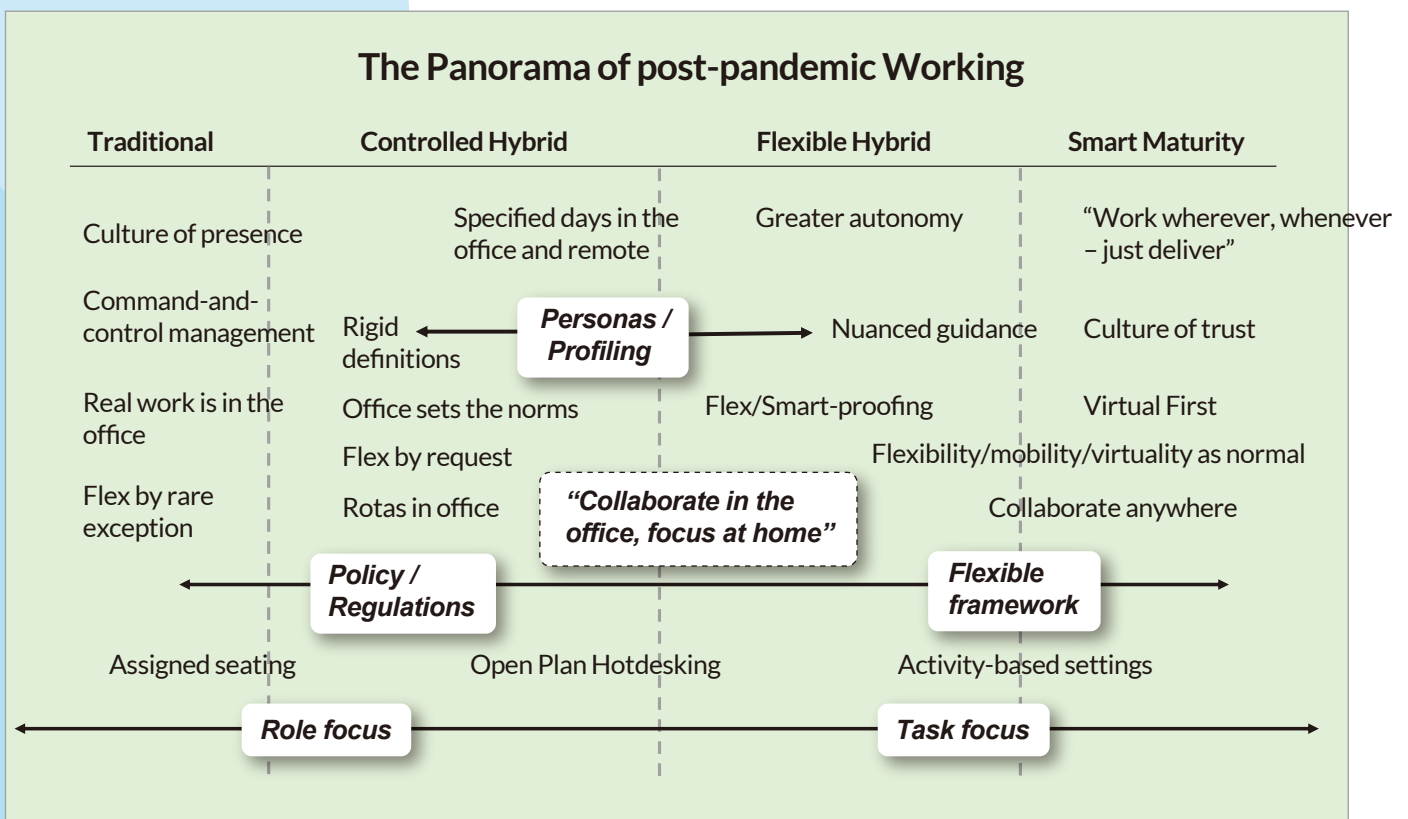 The Panorama of post-pandemic Working
Traditional
Controlled Hybrid
Flexible Hybrid
Smart Maturity
Culture of presence
Specified days in the
office and remote
Greater autonomy
“Work wherever, whenever
– just deliver”
Command-and-
control management
Rigid
definitions
Personas /
Profiling
Nuanced guidance
Culture of trust
Real work is in the
office
Office sets the norms
Flex/Smart-proofing
Virtual First
Flex by request
Flexibility/mobility/virtuality as normal
Flex by rare
exception
Rotas in office
“Collaborate in the
office, focus at home”
Collaborate anywhere
Policy /
Regulations
Flexible
framework
Assigned seating
Open Plan Hotdesking
Activity-based settings
Role focus
Task focus